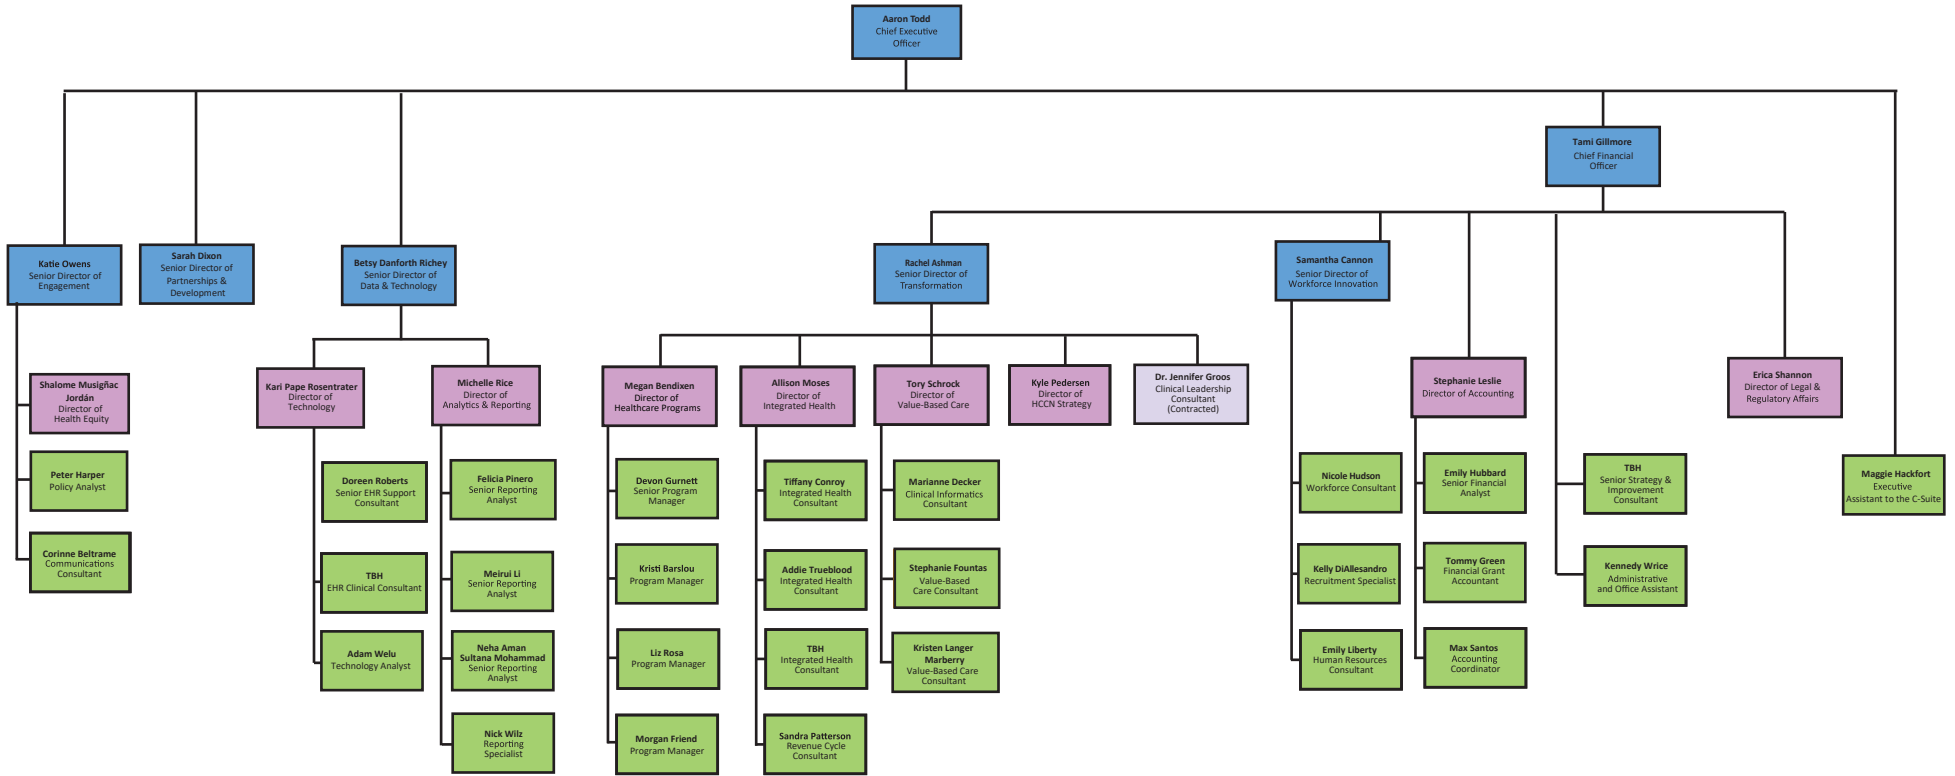 Aaron Todd
Chief Executive
Officer
Tami Gillmore
Chief Financial
Officer
Katie Owens
Senior Director of
Engagement
Sarah Dixon
Senior Director of
Partnerships &
Development
Betsy Danforth Richey
Senior Director of
Data & Technology
Rachel Ashman
Senior Director of
Transformation
Samantha Cannon
Senior Director of
Workforce Innovation
Shalome Musigñac
Jordán
Director of
Health Equity
Peter Harper
Policy Analyst
Corinne Beltrame
Communications
Consultant
Kari Pape Rosentrater
Director of
Technology
Doreen Roberts
Senior EHR Support
Consultant
TBH
EHR Clinical Consultant
Adam Welu
Technology Analyst
Michelle Rice
Director of
Analytics & Reporting
Felicia Pinero
Senior Reporting
Analyst
Meirui Li
Senior Reporting
Analyst
Neha Aman
Sultana Mohammad
Senior Reporting
Analyst
Nick Wilz
Reporting
Specialist
Megan Bendixen
Director of
Healthcare Programs
Devon Gurnett
Senior Program
Manager
Kristi Barslou
Program Manager
Liz Rosa
Program Manager
Morgan Friend
Program Manager
Allison Moses
Director of
Integrated Health
Tiffany Conroy
Integrated Health
Consultant
Addie Trueblood
Integrated Health
Consultant
TBH
Integrated Health
Consultant
Sandra Patterson
Revenue Cycle
Consultant
Tory Schrock
Director of
Value-Based Care
Marianne Decker
Clinical Informatics
Consultant
Stephanie Fountas
Value-Based
Care Consultant
Kristen Langer
Marberry
Value-Based Care
Consultant
Kyle Pedersen
Director of
HCCN Strategy
Dr. Jennifer Groos
Clinical Leadership
Consultant
(Contracted)
Nicole Hudson
Workforce Consultant
Kelly DiAllesandro
Recruitment Specialist
Emily Liberty
Human Resources
Consultant
Stephanie Leslie
Director of Accounting
Emily Hubbard
Senior Financial
Analyst
Tommy Green
Financial Grant
Accountant
Max Santos
Accounting
Coordinator
TBH
Senior Strategy &
Improvement
Consultant
Kennedy Wrice
Administrative
and Office Assistant
Erica Shannon
Director of Legal &
Regulatory Affairs
Maggie Hackfort
Executive
Assistant to the C-Suite